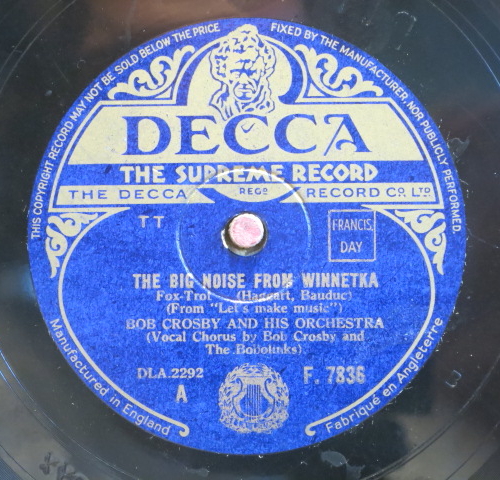 THIS COPYRIGHT RECORD MAY NOT BE SOLD BELOW THE PRICE FIXED BY THE MANUFACTURER, NOR PUBLICLY PERFORMED.
DECCA
THE SUPREME RECORD
THE DECCA REGD RECORD CO. LTD
TT
FRANCIS,
DAY
THE BIG NOISE FROM WINNETKA
Fox-Trot (Haggart, Bauduc)
(From "Let's make music")
BOB CROSBY AND HIS ORCHESTRA
(Vocal Chorus by Bob Crosby and
The Bobolinks)
DLA.2292 F. 7836
A
Manufactured in England
Fabriqué en Angleterre